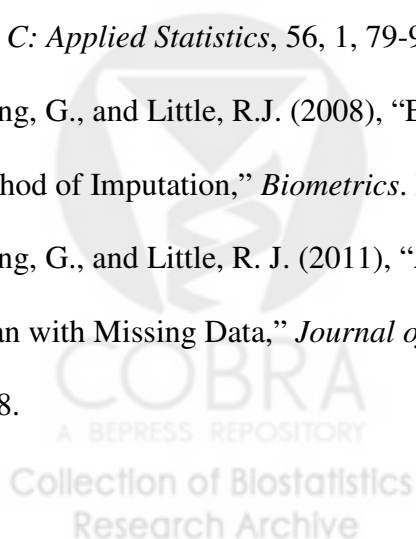 C: Applied Statistics, 56, 1, 79-9
ng, G., and Little, R.J. (2008), “E
hod of Imputation,” Biometrics.
ng, G., and Little, R. J. (2011), “A
an with Missing Data,” Journal of
8.
COBRA
A BEPRESS REPOSITORY
Collection of Biostatistics
Research Archive